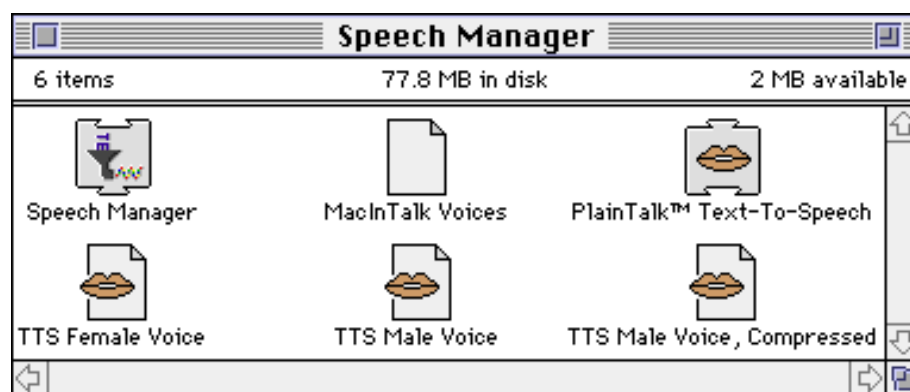 Speech Manager
6 items 77.8 MB in disk 2 MB available
TE
Speech Manager MacInTalk Voices PlainTalk™ Text-To-Speech
TTS Female Voice TTS Male Voice TTS Male Voice, Compressed